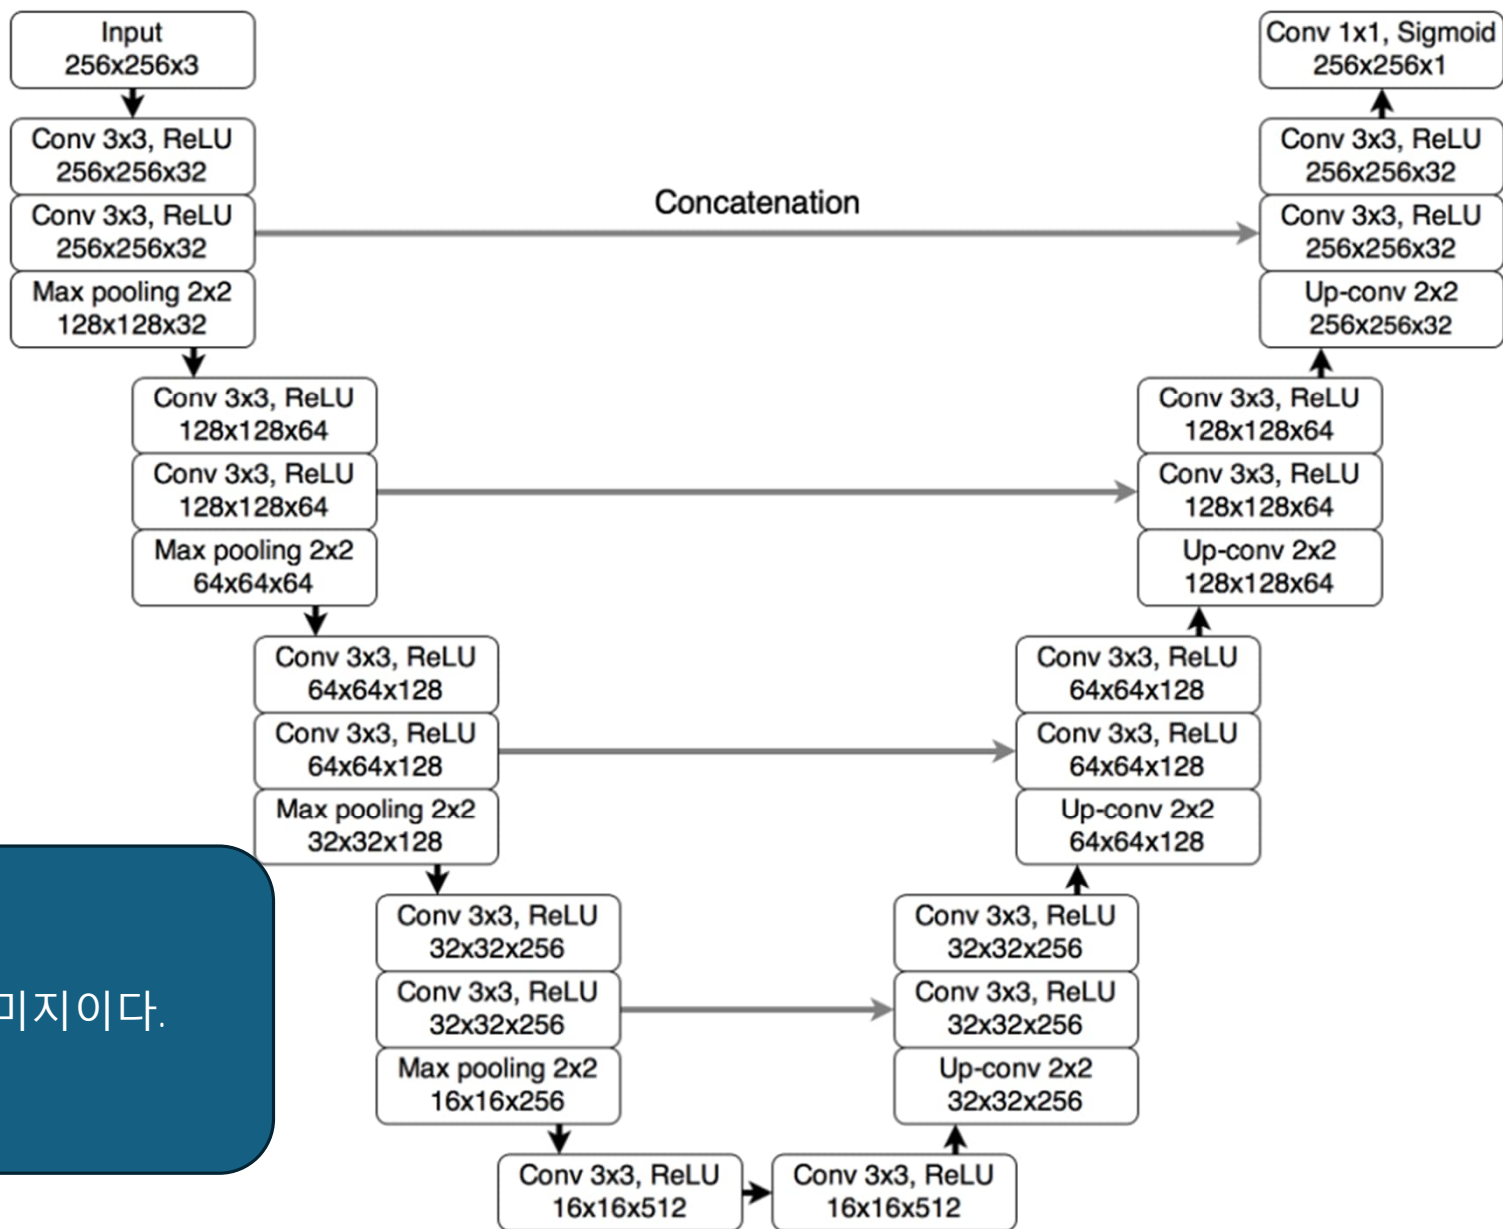 Input
256x256x3
Conv 3x3, ReLU
256x256x32
Conv 3x3, ReLU
256x256x32
Max pooling 2x2
128x128x32
Conv 3x3, ReLU
128x128x64
Conv 3x3, ReLU
128x128x64
Max pooling 2x2
64x64x64
Conv 3x3, ReLU
64x64x128
Conv 3x3, ReLU
64x64x128
Max pooling 2x2
32x32x128
Conv 3x3, ReLU
32x32x256
Conv 3x3, ReLU
32x32x256
Max pooling 2x2
16x16x256
Conv 3x3, ReLU
16x16x512
Conv 3x3, ReLU
16x16x512
Concatenation
Conv 1x1, Sigmoid
256x256x1
Conv 3x3, ReLU
256x256x32
Conv 3x3, ReLU
256x256x32
Up-conv 2x2
256x256x32
Conv 3x3, ReLU
128x128x64
Conv 3x3, ReLU
128x128x64
Up-conv 2x2
128x128x64
Conv 3x3, ReLU
64x64x128
Conv 3x3, ReLU
64x64x128
Up-conv 2x2
64x64x128
Conv 3x3, ReLU
32x32x256
Conv 3x3, ReLU
32x32x256
Up-conv 2x2
32x32x256
미지이다.